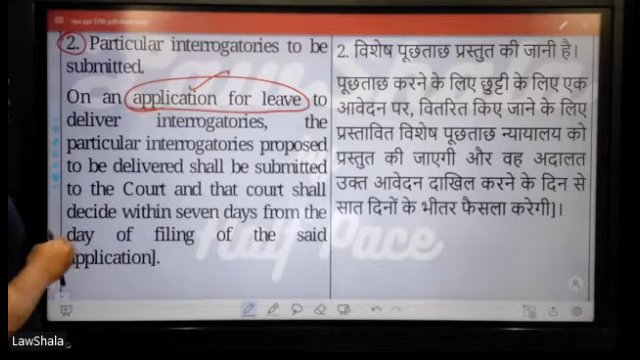 2. Particular interrogatories to be
submitted.
On an application for leave to
deliver interrogatories, the
particular interrogatories proposed
to be delivered shall be submitted
to the Court and that court shall
decide within seven days from the
day of filing of the said
application].
2. विशेष पूछताछ प्रस्तुत की जानी है।
पूछताछ करने के लिए छुट्टी के लिए एक
आवेदन पर, वितरित किए जाने के लिए
प्रस्तावित विशेष पूछताछ न्यायालय को
प्रस्तुत की जाएगी और वह अदालत
उक्त आवेदन दाखिल करने के दिन से
सात दिनों के भीतर फैसला करेगी]।
Half Pace
LawShala